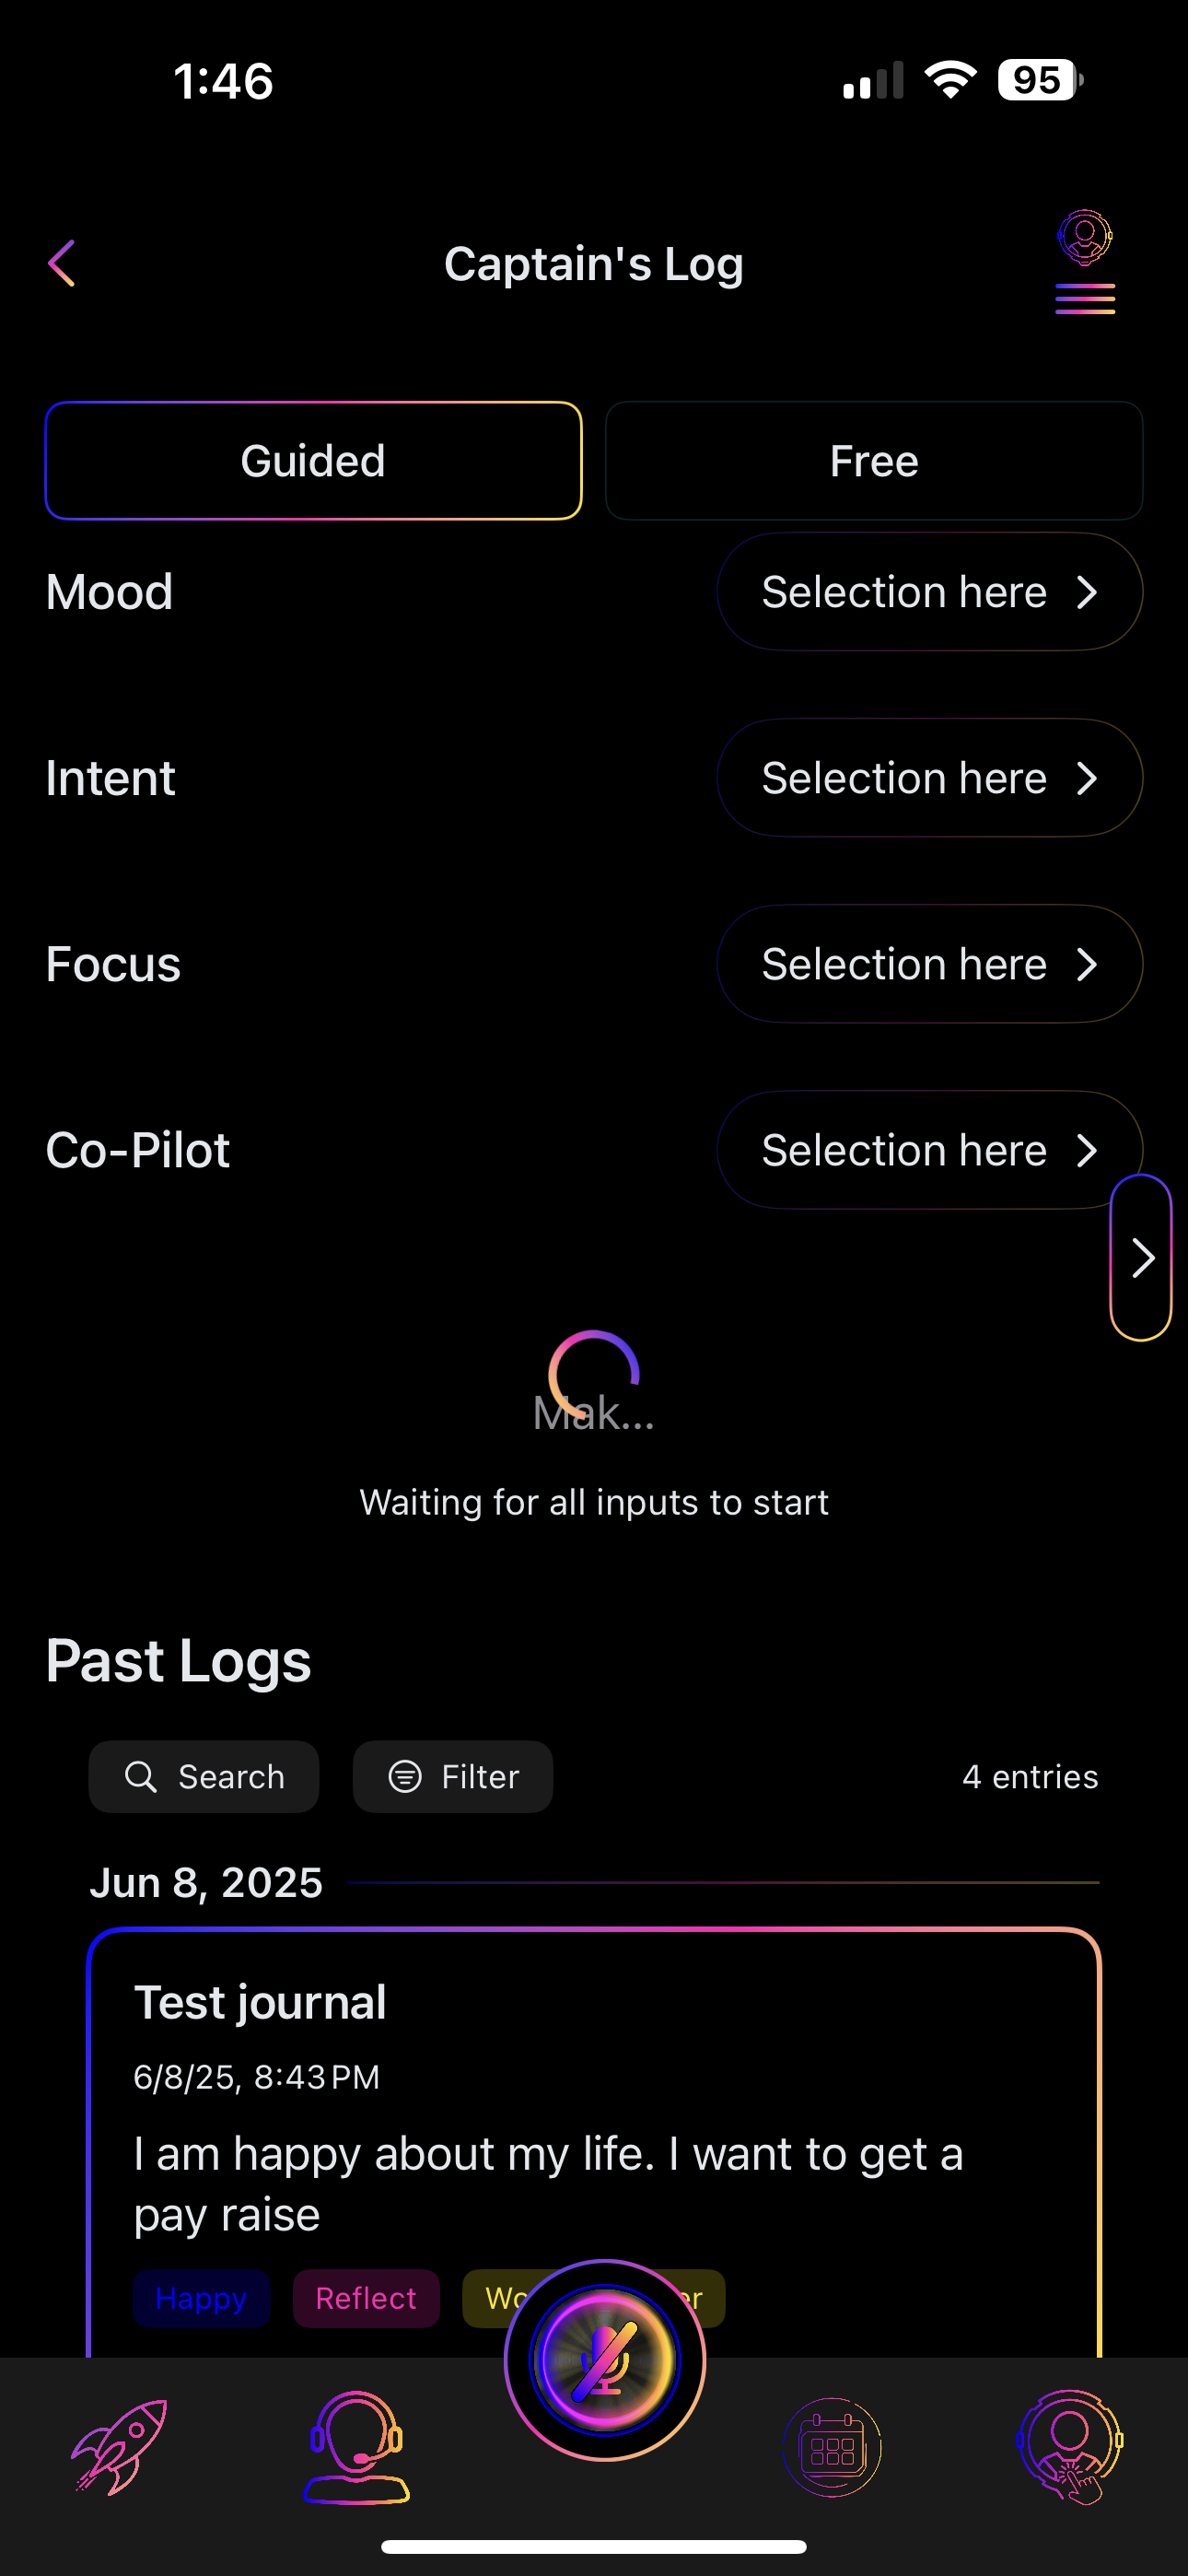 1:46
95
Captain's Log
Guided
Free
Mood
Selection here
Intent
Selection here
Focus
Selection here
Co-Pilot
Selection here
Mak...
Waiting for all inputs to start
Past Logs
Search
Filter
4 entries
Jun 8, 2025
Test journal
6/8/25, 8:43 PM
I am happy about my life. I want to get a
pay raise
Happy
Reflect